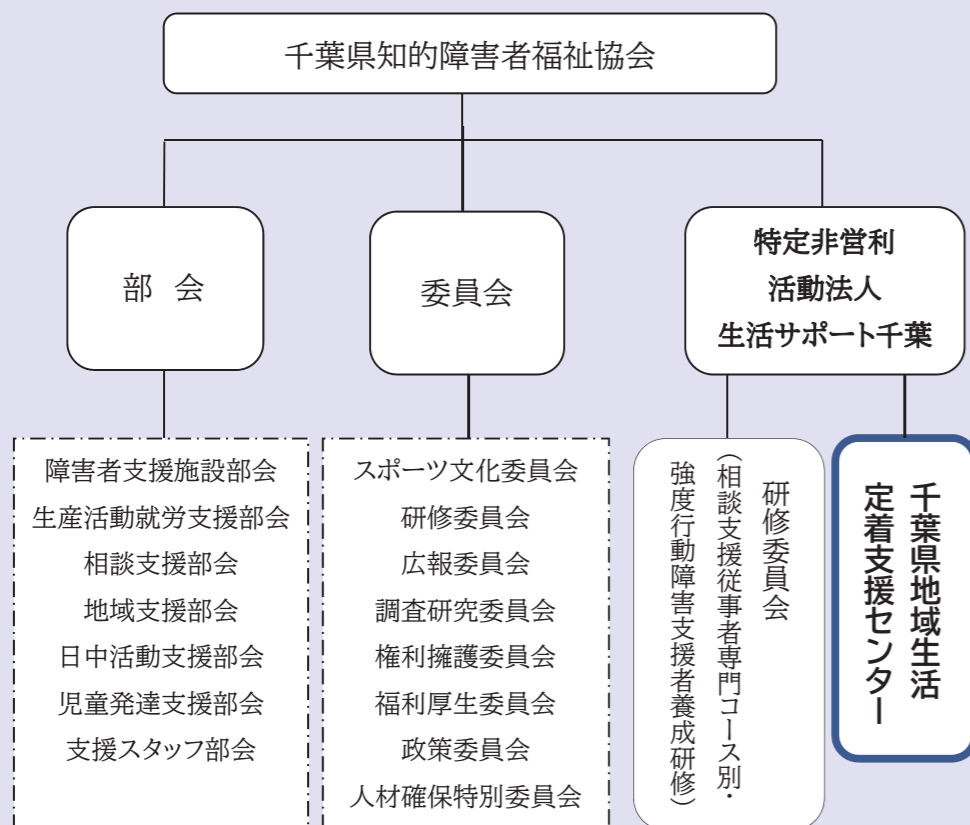 千葉県知的障害者福祉協会
部 会
委員会
特定非営利
活動法人
生活サポート千葉
障害者支援施設部会
生産活動就労支援部会
相談支援部会
地域支援部会
日中活動支援部会
児童発達支援部会
支援スタッフ部会
スポーツ文化委員会
研修委員会
広報委員会
調査研究委員会
権利擁護委員会
福利厚生委員会
政策委員会
人材確保特別委員会
研修委員会
（相談支援従事者専門コース別・
強度行動障害支援者養成研修）
千葉県地域生活
定着支援センター